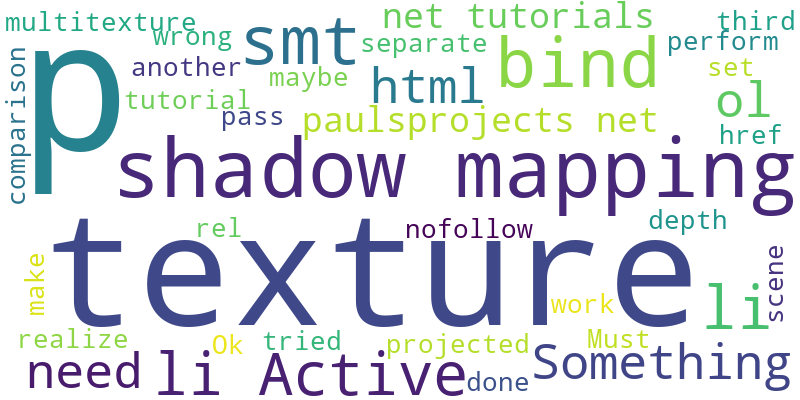 multitexture
net tutorials
third
wrong
smt
separate
perform
p
another
maybe
html
bind
set
comparison
tutorial
pass
paulsprojects net
ol
href
shadow mapping
rel
nofollow
depth
texture
make
scene
work
li
realize
Ok
tried
projected
Must
need
li Active
done
Something